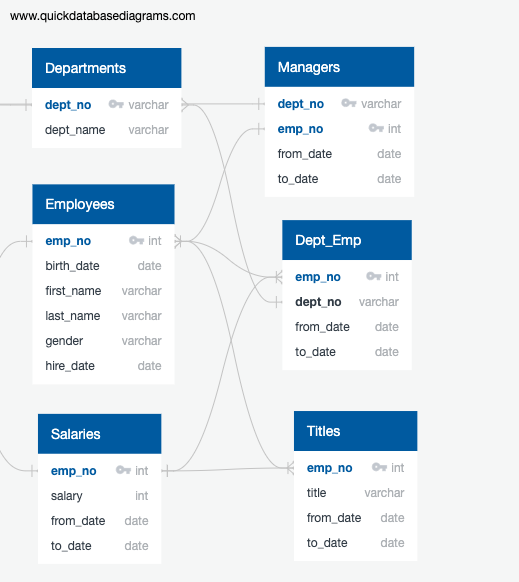 www.quickdatabasediagrams.com
Departments
dept_no varchar
dept_name varchar
Managers
dept_no varchar
emp_no int
from_date date
to_date date
Employees
emp_no int
birth_date date
first_name varchar
last_name varchar
gender varchar
hire_date date
Dept_Emp
emp_no int
dept_no varchar
from_date date
to_date date
Salaries
emp_no int
salary int
from_date date
to_date date
Titles
emp_no int
title varchar
from_date date
to_date date